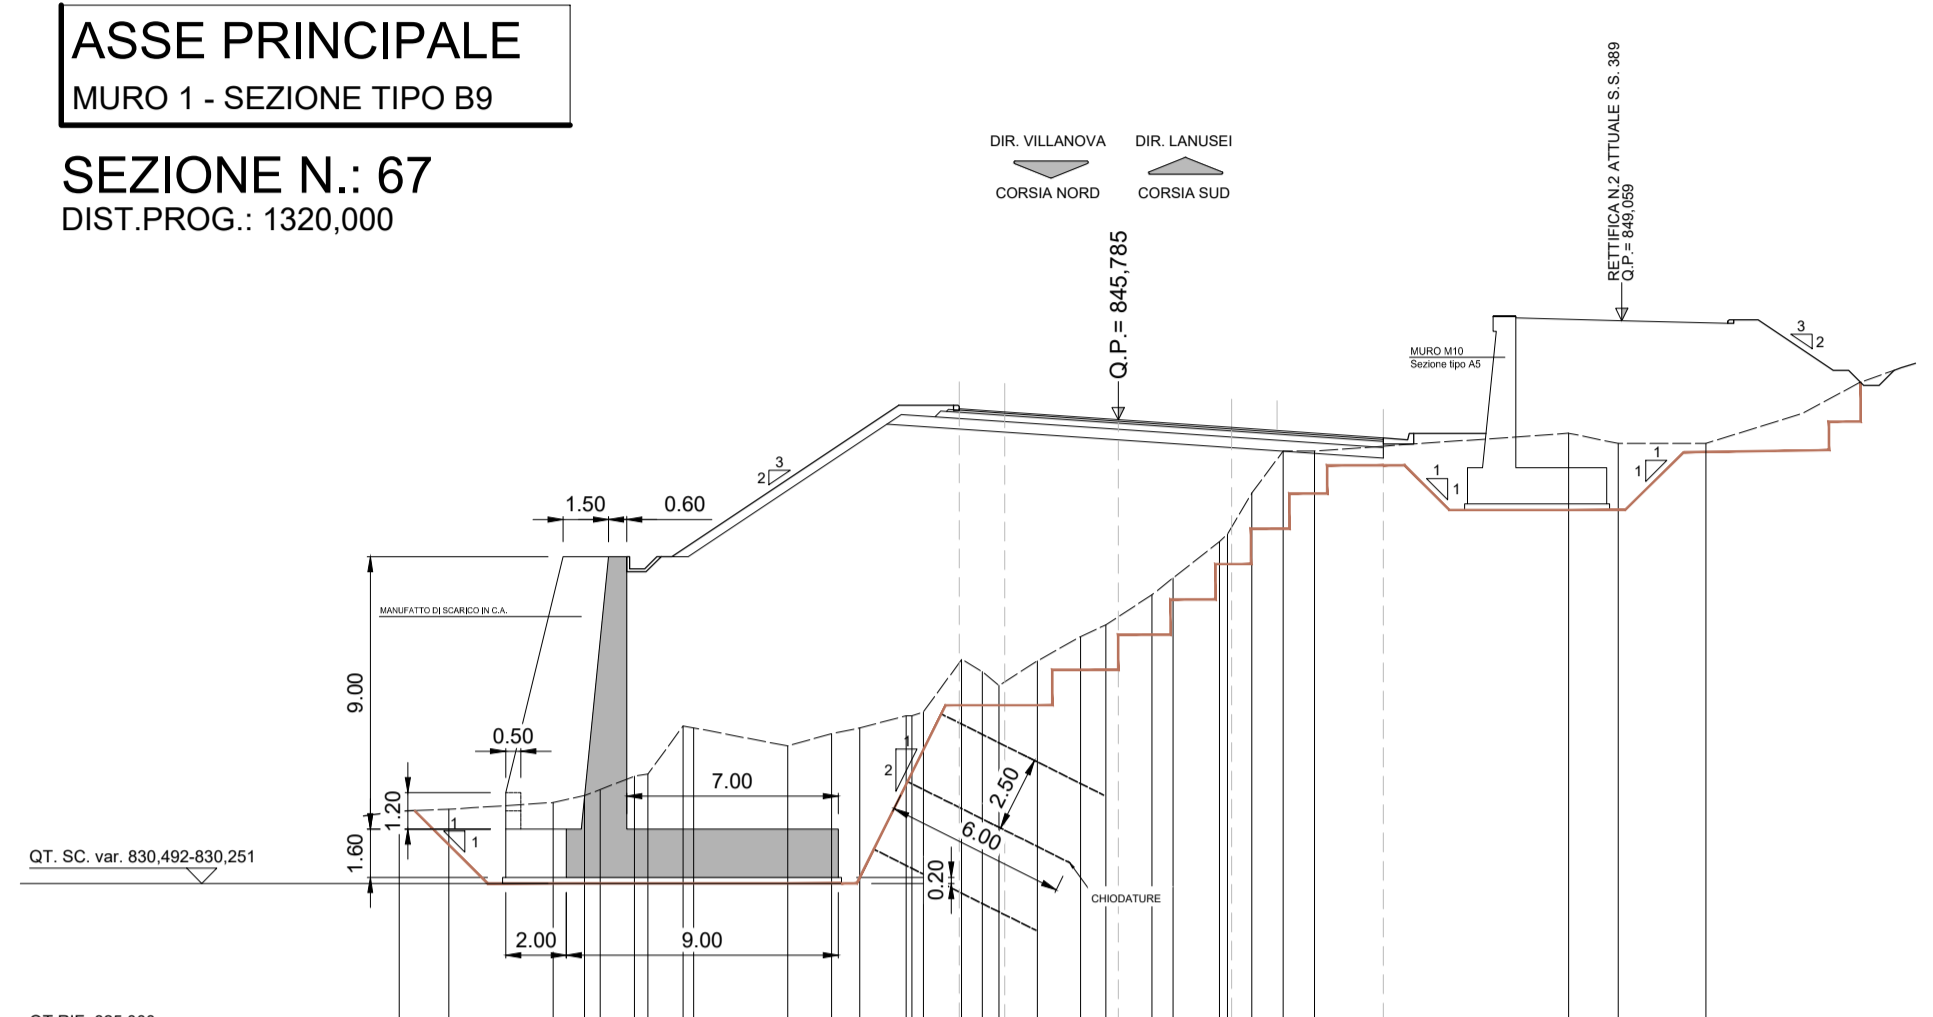 ASSE PRINCIPALE
MURO 1 - SEZIONE TIPO B9
SEZIONE N.: 67
DIST.PROG.: 1320,000
DIR. VILLANOVA
DIR. LANUSEI
CORSIA NORD
CORSIA SUD
Q.P.= 845,785
RETTIFICA N.2 ATTUALE S.S. 389
Q.P.= 849,059
MURO M10
Sezione tipo A5
3
2
3
2
1
1
1
1
1.50
0.60
MANUFATTO DI SCARICO IN C.A.
9.00
0.50
1.20
1
1
1.60
7.00
1
2
2.50
6.00
0.20
CHIODATURE
QT. SC. var. 830,492-830,251
2.00
9.00